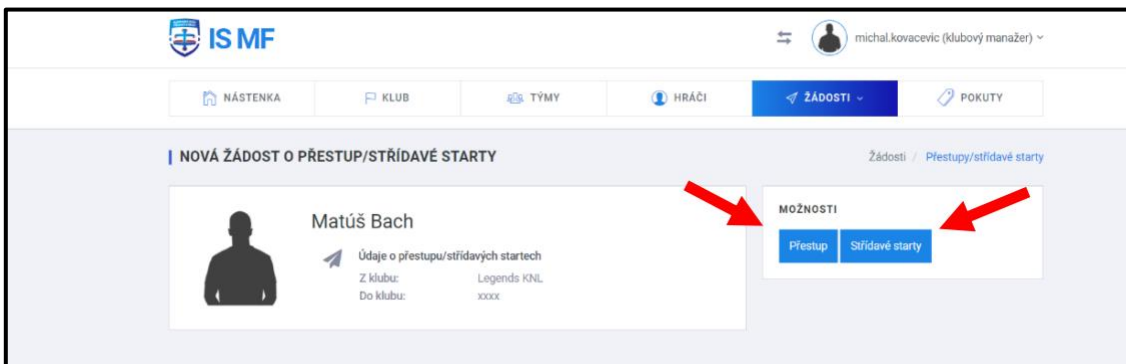 IS MF
michal.kovacevic (klubový manažer)
NÁSTENKA KLUB TÝMY HRÁČI ŽÁDOSTI POKUTY
NOVÁ ŽÁDOST O PŘESTUP/STŘÍDAVÉ STARTY
Žádosti / Přestupy/střídavé starty
Matúš Bach
Údaje o přestupu/střídavých startech
Z klubu: Legends KNL
Do klubu: xxxx
MOŽNOSTI
Přestup Střídavé starty